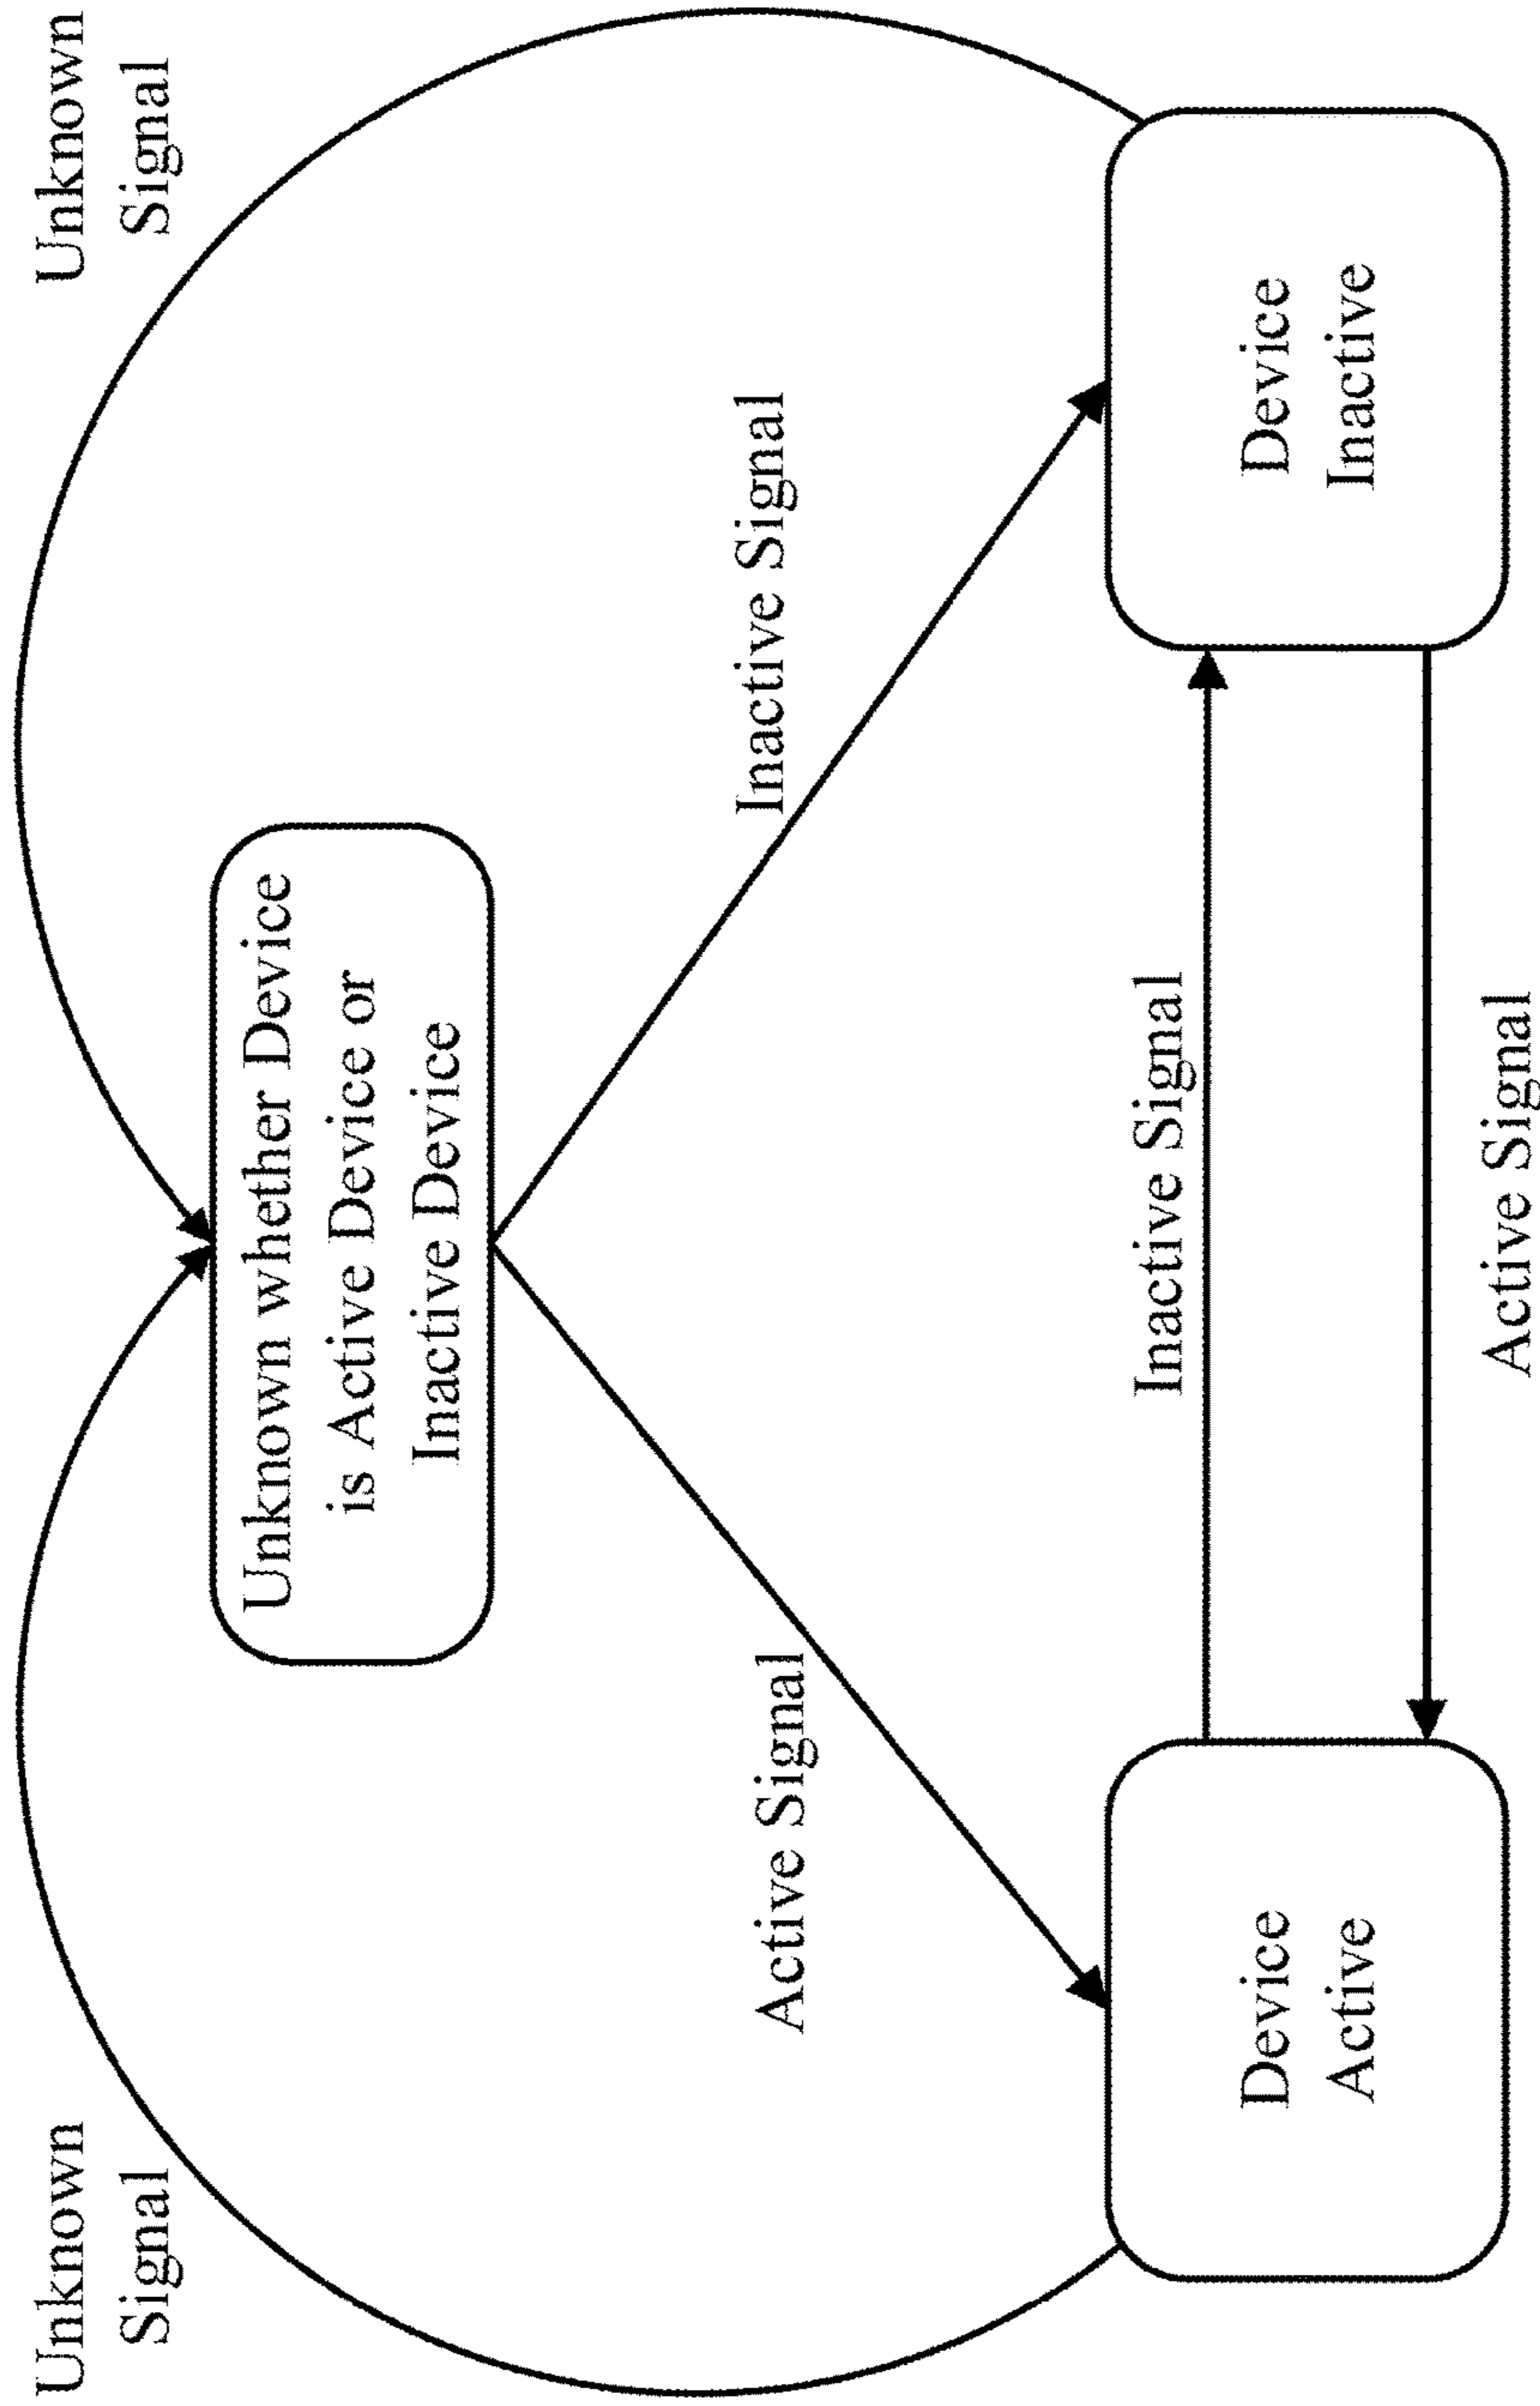 Unknown
Signal
Unknown
Signal
Unknown whether Device
is Active Device or
Inactive Device
Active Signal
Inactive Signal
Inactive Signal
Device
Active
Device
Inactive
Active Signal